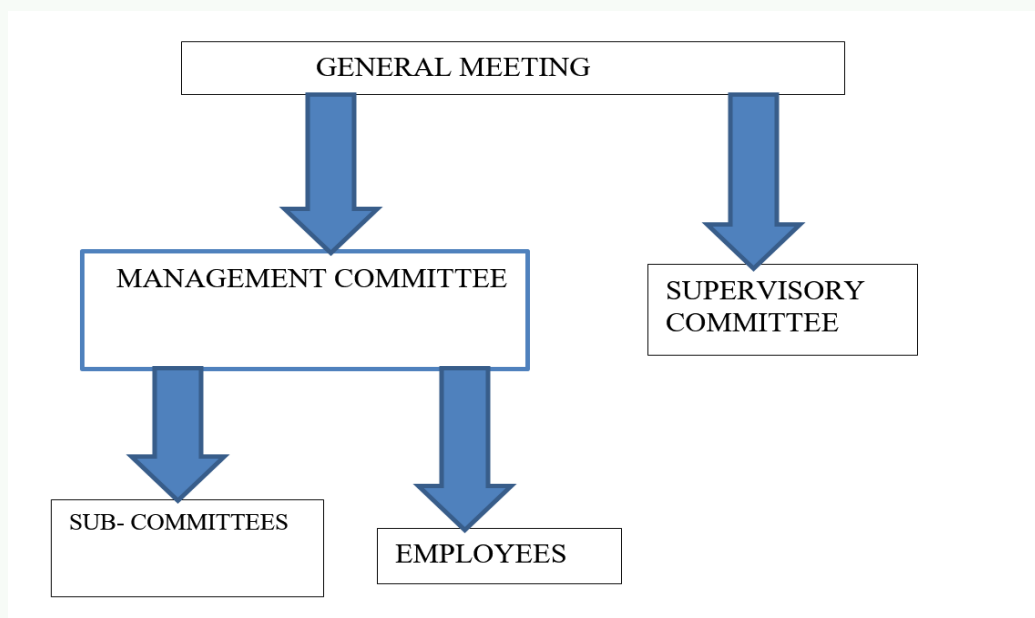 GENERAL MEETING
MANAGEMENT COMMITTEE
SUPERVISORY
COMMITTEE
SUB- COMMITTEES
EMPLOYEES